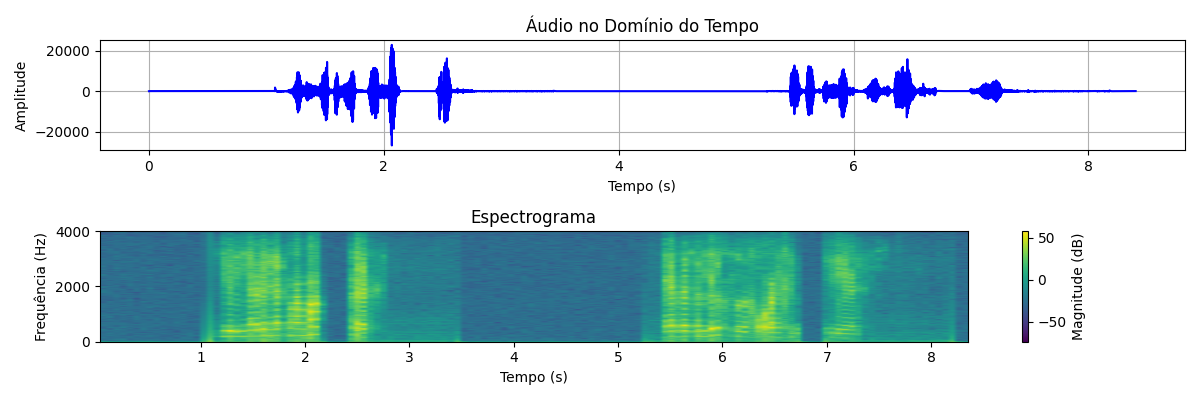 Áudio no Domínio do Tempo
20000
0
−20000
Amplitude
0 2 4 6 8
Tempo (s)
Espectrograma
4000
2000
0
Frequência (Hz)
1 2 3 4 5 6 7 8
Tempo (s)
50
0
−50
Magnitude (dB)